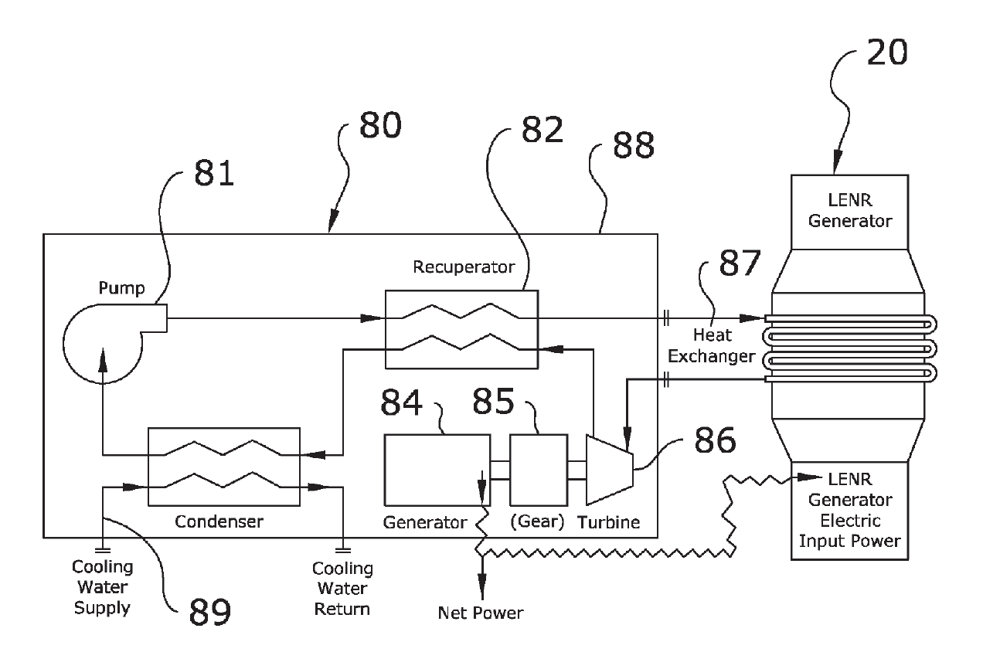 20
80
82
88
81
LENR
Generator
87
Recuperator
Pump
Heat
Exchanger
84
85
86
LENR
Generator
Electric
Input Power
Condenser
Generator
(Gear)
Turbine
Cooling
Water
Supply
89
Cooling
Water
Return
Net Power